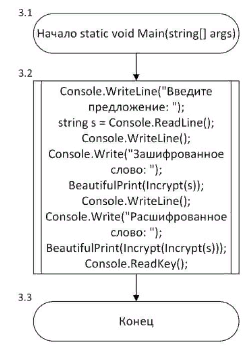 3.1
Начало static void Main(string[] args)
3.2
Console.WriteLine("Введите
предложение: ");
string s = Console.ReadLine();
Console.WriteLine();
Console.Write("Зашифрованное
слово: ");
BeautifulPrint(Incrypt(s));
Console.WriteLine();
Console.Write("Расшифрованное
слово: ");
BeautifulPrint(Incrypt(Incrypt(s)));
Console.ReadKey();
3.3
Конец